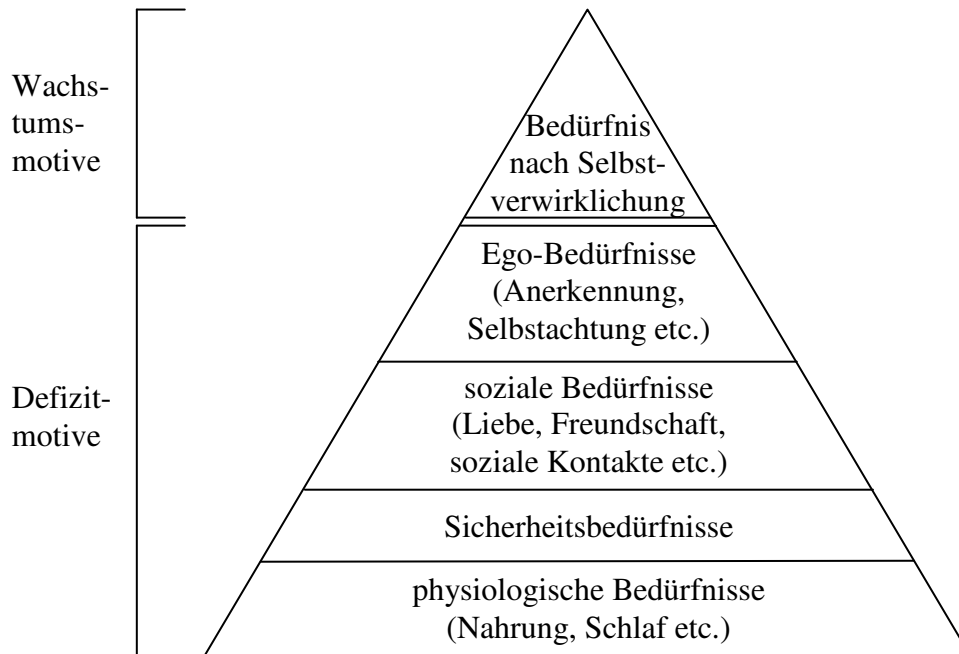 Wachs-
tums-
motive
Bedürfnis
nach Selbst-
verwirklichung
Ego-Bedürfnisse
(Anerkennung,
Selbstachtung etc.)
Defizit-
motive
soziale Bedürfnisse
(Liebe, Freundschaft,
soziale Kontakte etc.)
Sicherheitsbedürfnisse
physiologische Bedürfnisse
(Nahrung, Schlaf etc.)